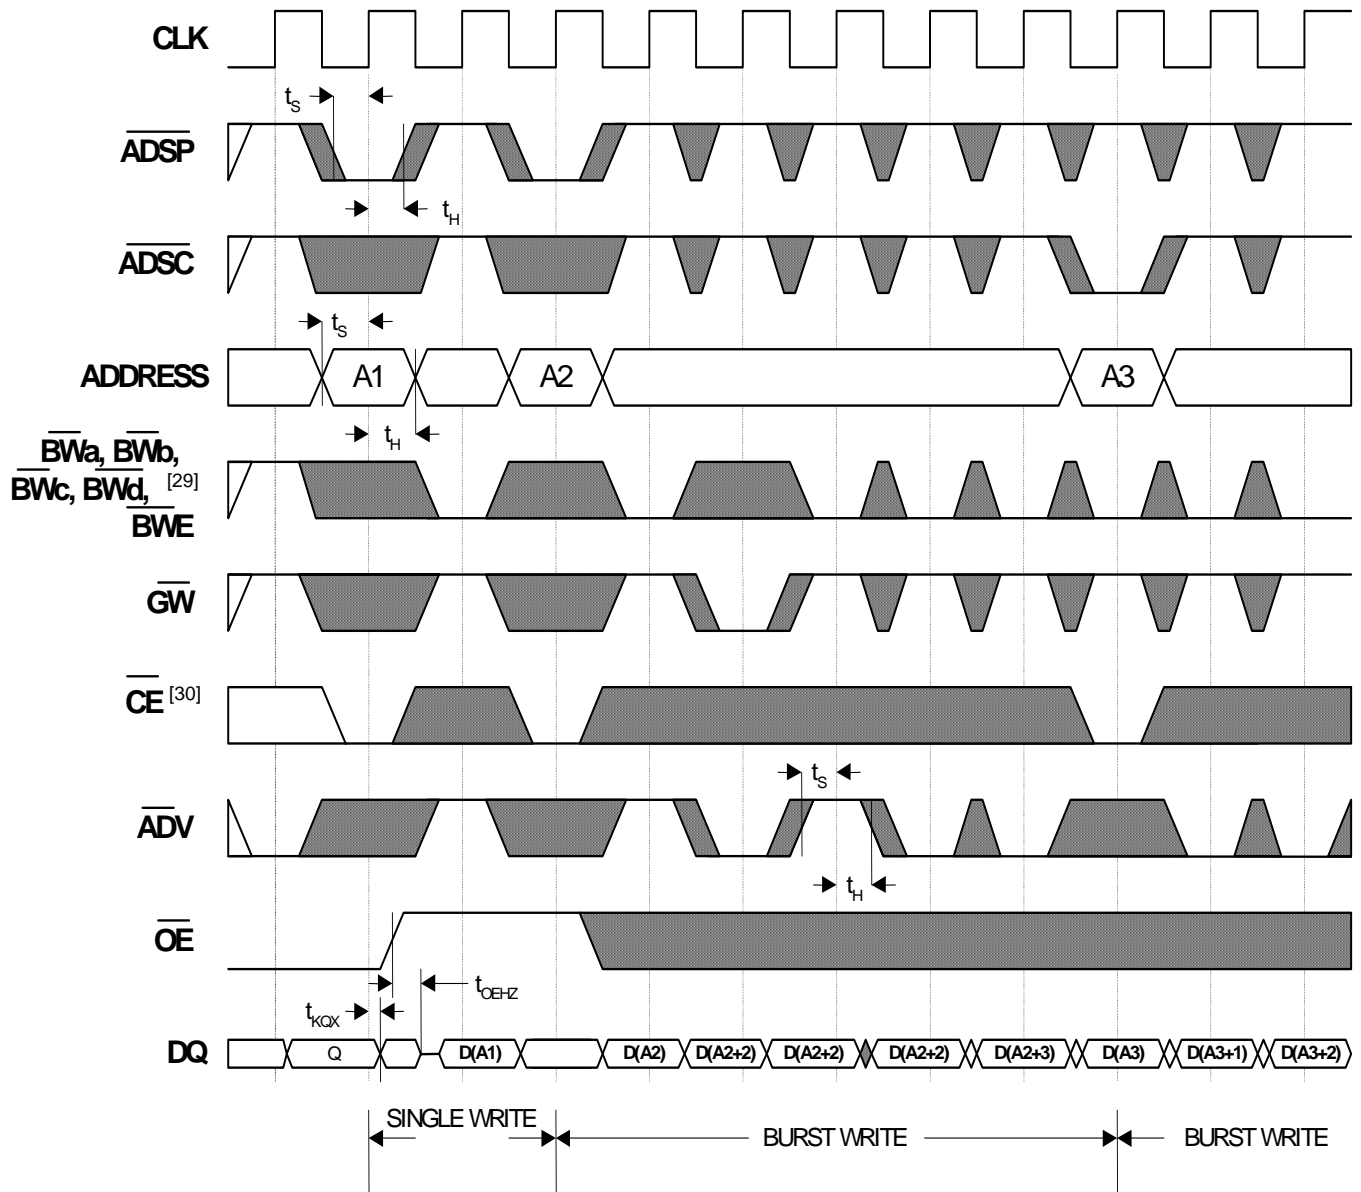 CLK
tS
ADSP
tH
ADSC
tS
ADDRESS
A1
A2
A3
tH
BWa, BWb,
BWc, BWd, [29]
BWE
GW
CE [30]
tS
ADV
tH
OE
tOEHZ
tKQX
DQ
Q
D(A1)
D(A2)
D(A2+2)
D(A2+2)
D(A2+2)
D(A2+3)
D(A3)
D(A3+1)
D(A3+2)
SINGLE WRITE
BURST WRITE
BURST WRITE